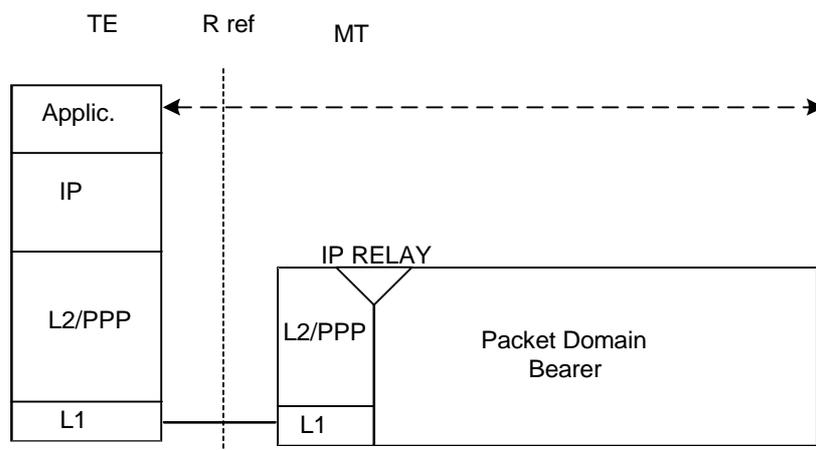 TE
R ref
MT
Applic.
IP
IP RELAY
L2/PPP
L2/PPP
Packet Domain
Bearer
L1
L1